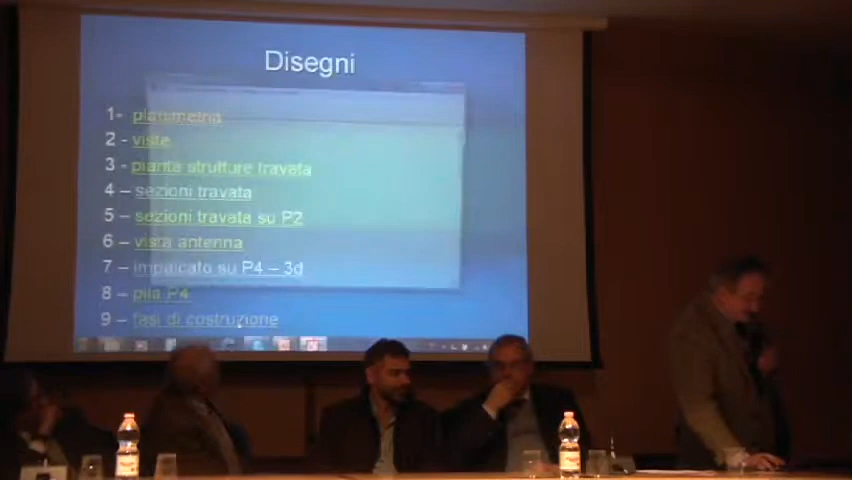 Disegni
1- planimetria
2 - viste
3 - pianta strutture travata
4 – sezioni travata
5 – sezioni travata su P2
6 – vista antenna
7 – impalcato su P4 – 3d
8 – pila P4
9 – fasi di costruzione